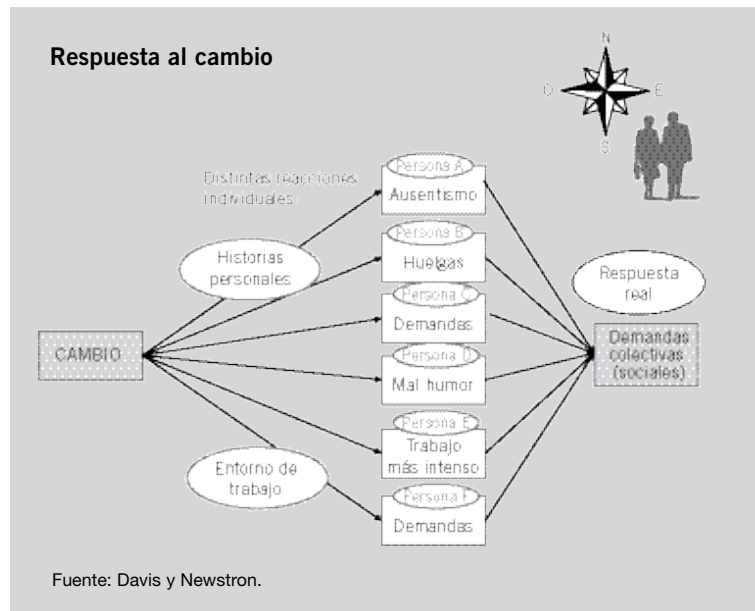 Respuesta al cambio
N
O
E
S
Distintas reacciones
individuales
Persona A
Ausentismo
Persona B
Huelgas
Historias
personales
Respuesta
real
Persona C
Demandas
CAMBIO
Demandas
colectivas
(sociales)
Persona D
Mal humor
Persona E
Trabajo
más intenso
Entorno de
trabajo
Persona F
Demandas
Fuente: Davis y Newstron.